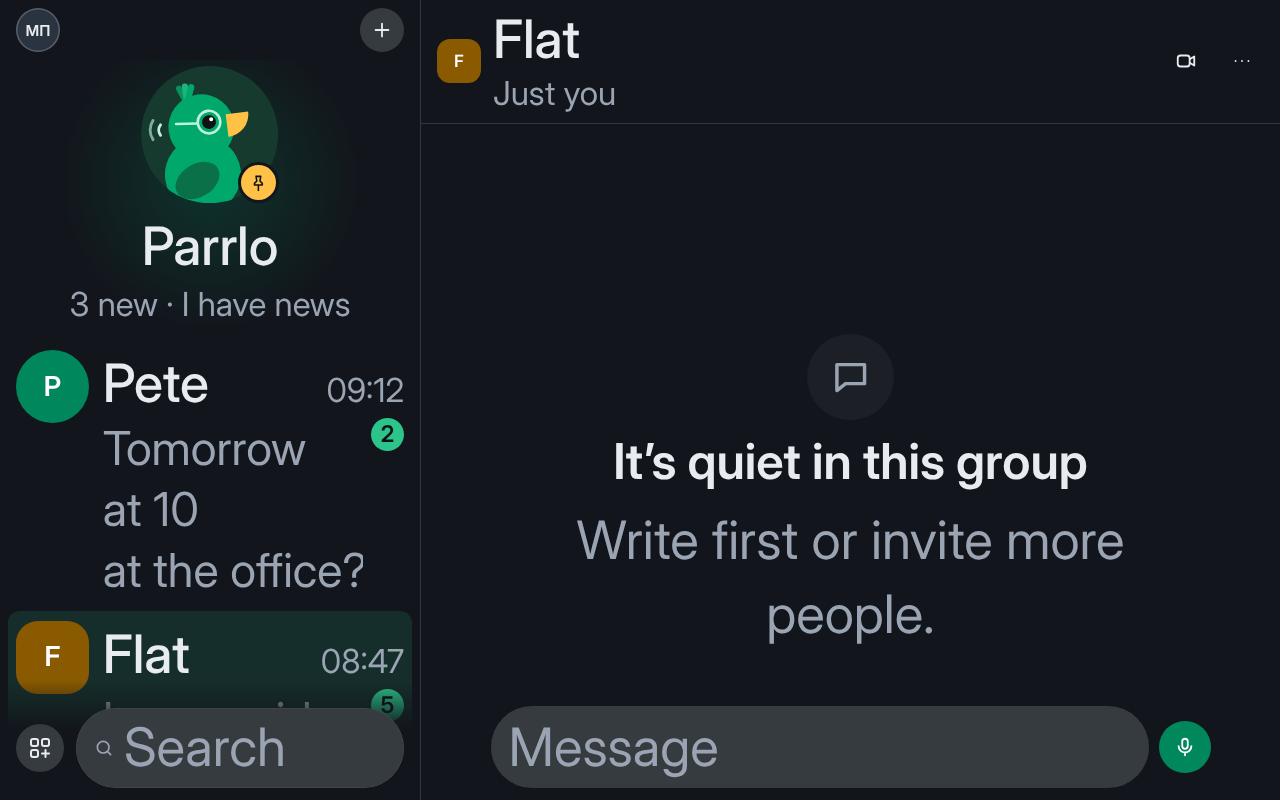 МП
Parrlo
3 new · I have news
P
Pete
09:12
Tomorrow
at 10
at the office?
2
F
Flat
08:47
5
Search
F
Flat
Just you
It’s quiet in this group
Write first or invite more
people.
Message